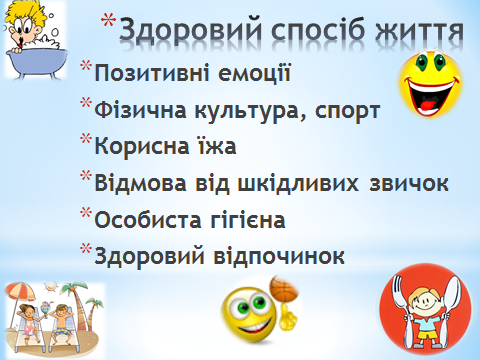 *Здоровий спосіб життя
*Позитивні емоції
*Фізична культура, спорт
*Корисна їжа
*Відмова від шкідливих звичок
*Особиста гігієна
*Здоровий відпочинок